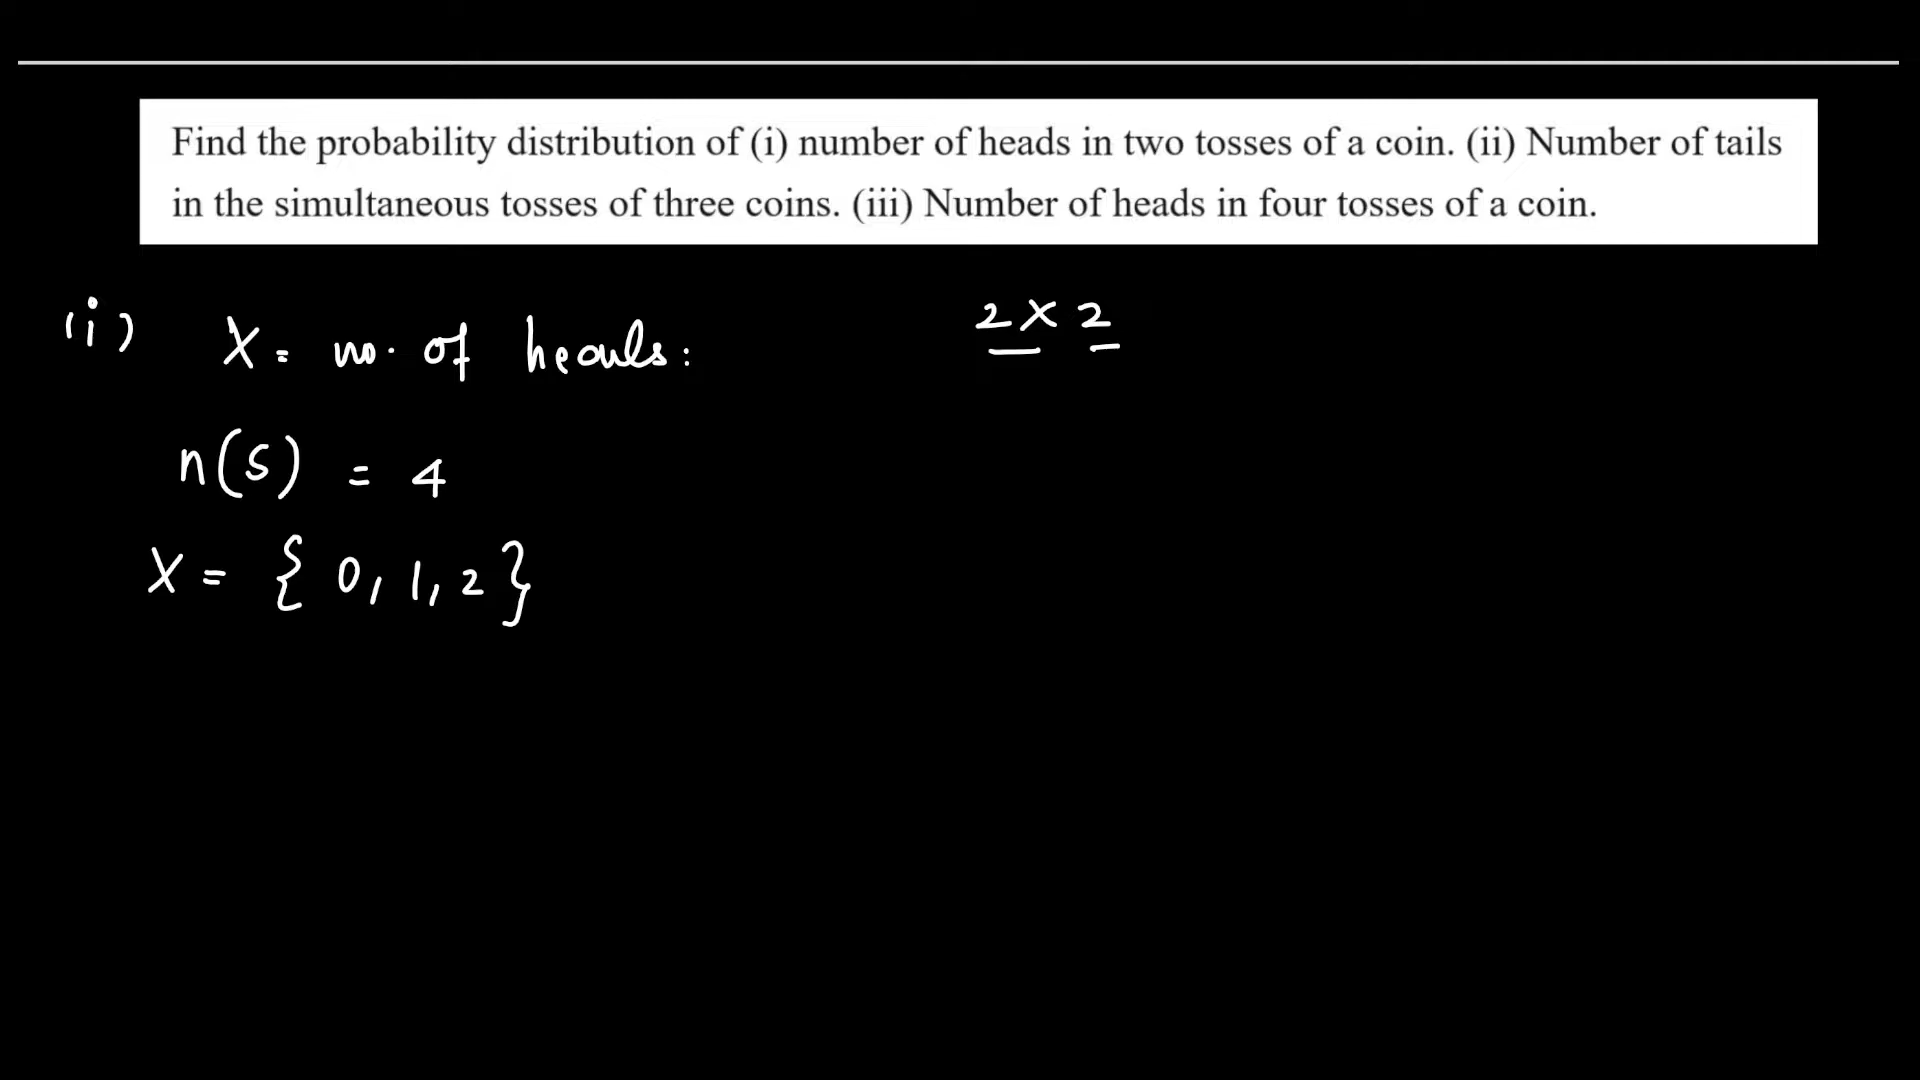 Find the probability distribution of (i) number of heads in two tosses of a coin. (ii) Number of tails
in the simultaneous tosses of three coins. (iii) Number of heads in four tosses of a coin.
(i) X = no. of heads: 2 X 2
n(S) = 4
X = { 0, 1, 2 }